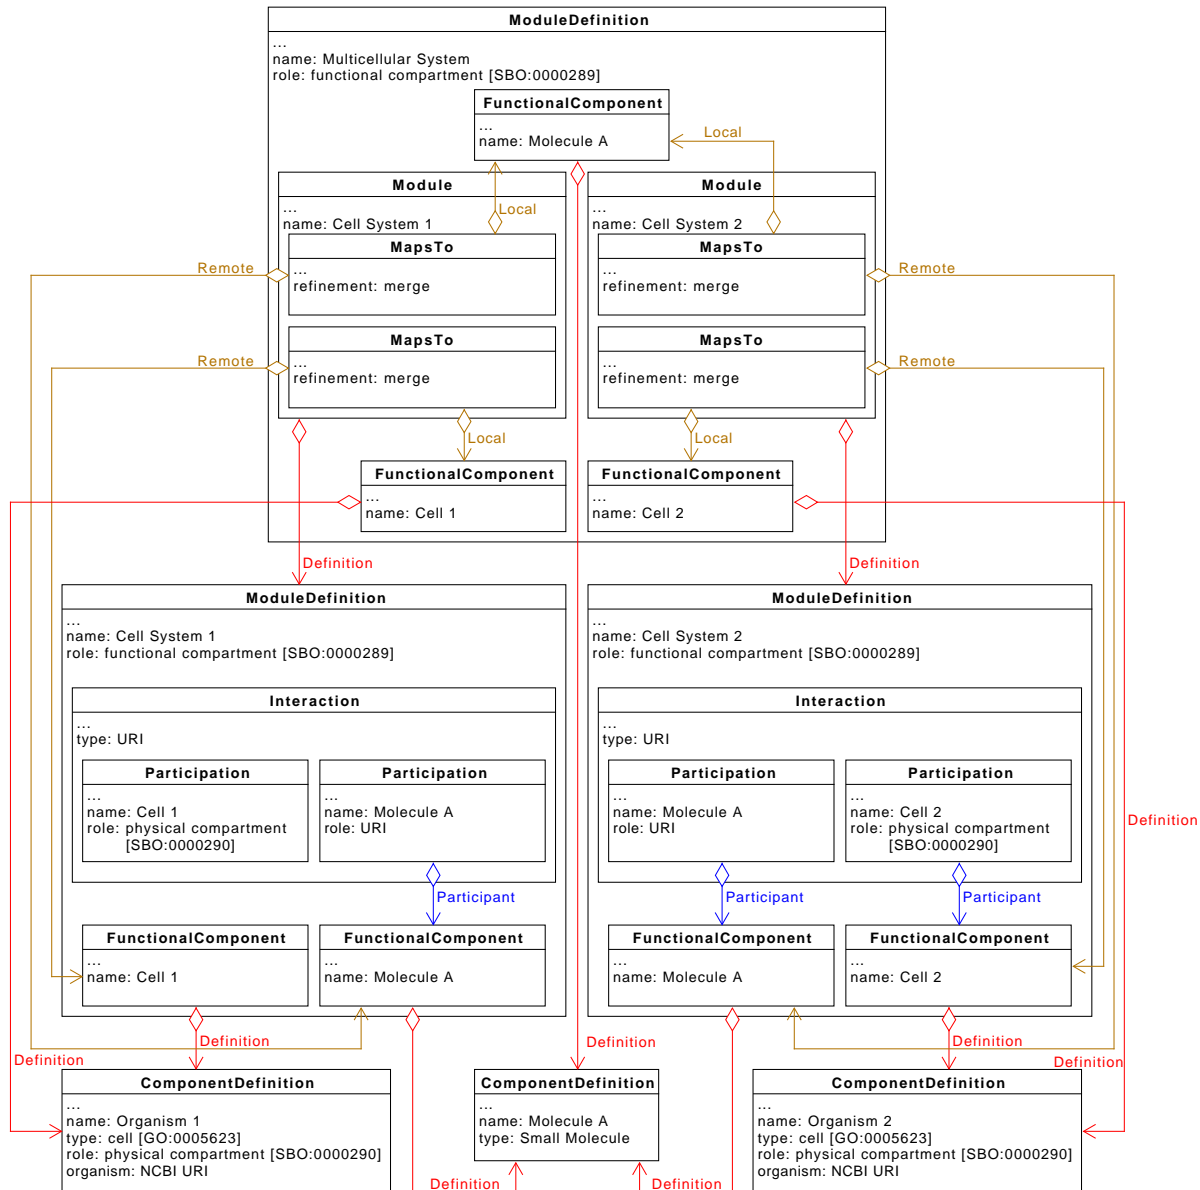 ModuleDefinition
...
name: Multicellular System
role: functional compartment [SBO:0000289]
FunctionalComponent
...
name: Molecule A
Local
Module
...
name: Cell System 1
Local
MapsTo
...
refinement: merge
Remote
MapsTo
...
refinement: merge
Remote
Local
Module
...
name: Cell System 2
MapsTo
...
refinement: merge
Remote
MapsTo
...
refinement: merge
Remote
Local
FunctionalComponent
...
name: Cell 1
FunctionalComponent
...
name: Cell 2
Definition
Definition
ModuleDefinition
...
name: Cell System 1
role: functional compartment [SBO:0000289]
Interaction
...
type: URI
Participation
...
name: Cell 1
role: physical compartment
[SBO:0000290]
Participation
...
name: Molecule A
role: URI
Participant
FunctionalComponent
...
name: Cell 1
FunctionalComponent
...
name: Molecule A
ModuleDefinition
...
name: Cell System 2
role: functional compartment [SBO:0000289]
Interaction
...
type: URI
Participation
...
name: Molecule A
role: URI
Participation
...
name: Cell 2
role: physical compartment
[SBO:0000290]
Participant
Participant
FunctionalComponent
...
name: Molecule A
FunctionalComponent
...
name: Cell 2
Definition
Definition
Definition
Definition
Definition
Definition
ComponentDefinition
...
name: Organism 1
type: cell [GO:0005623]
role: physical compartment [SBO:0000290]
organism: NCBI URI
ComponentDefinition
...
name: Molecule A
type: Small Molecule
ComponentDefinition
...
name: Organism 2
type: cell [GO:0005623]
role: physical compartment [SBO:0000290]
organism: NCBI URI
Definition
Definition